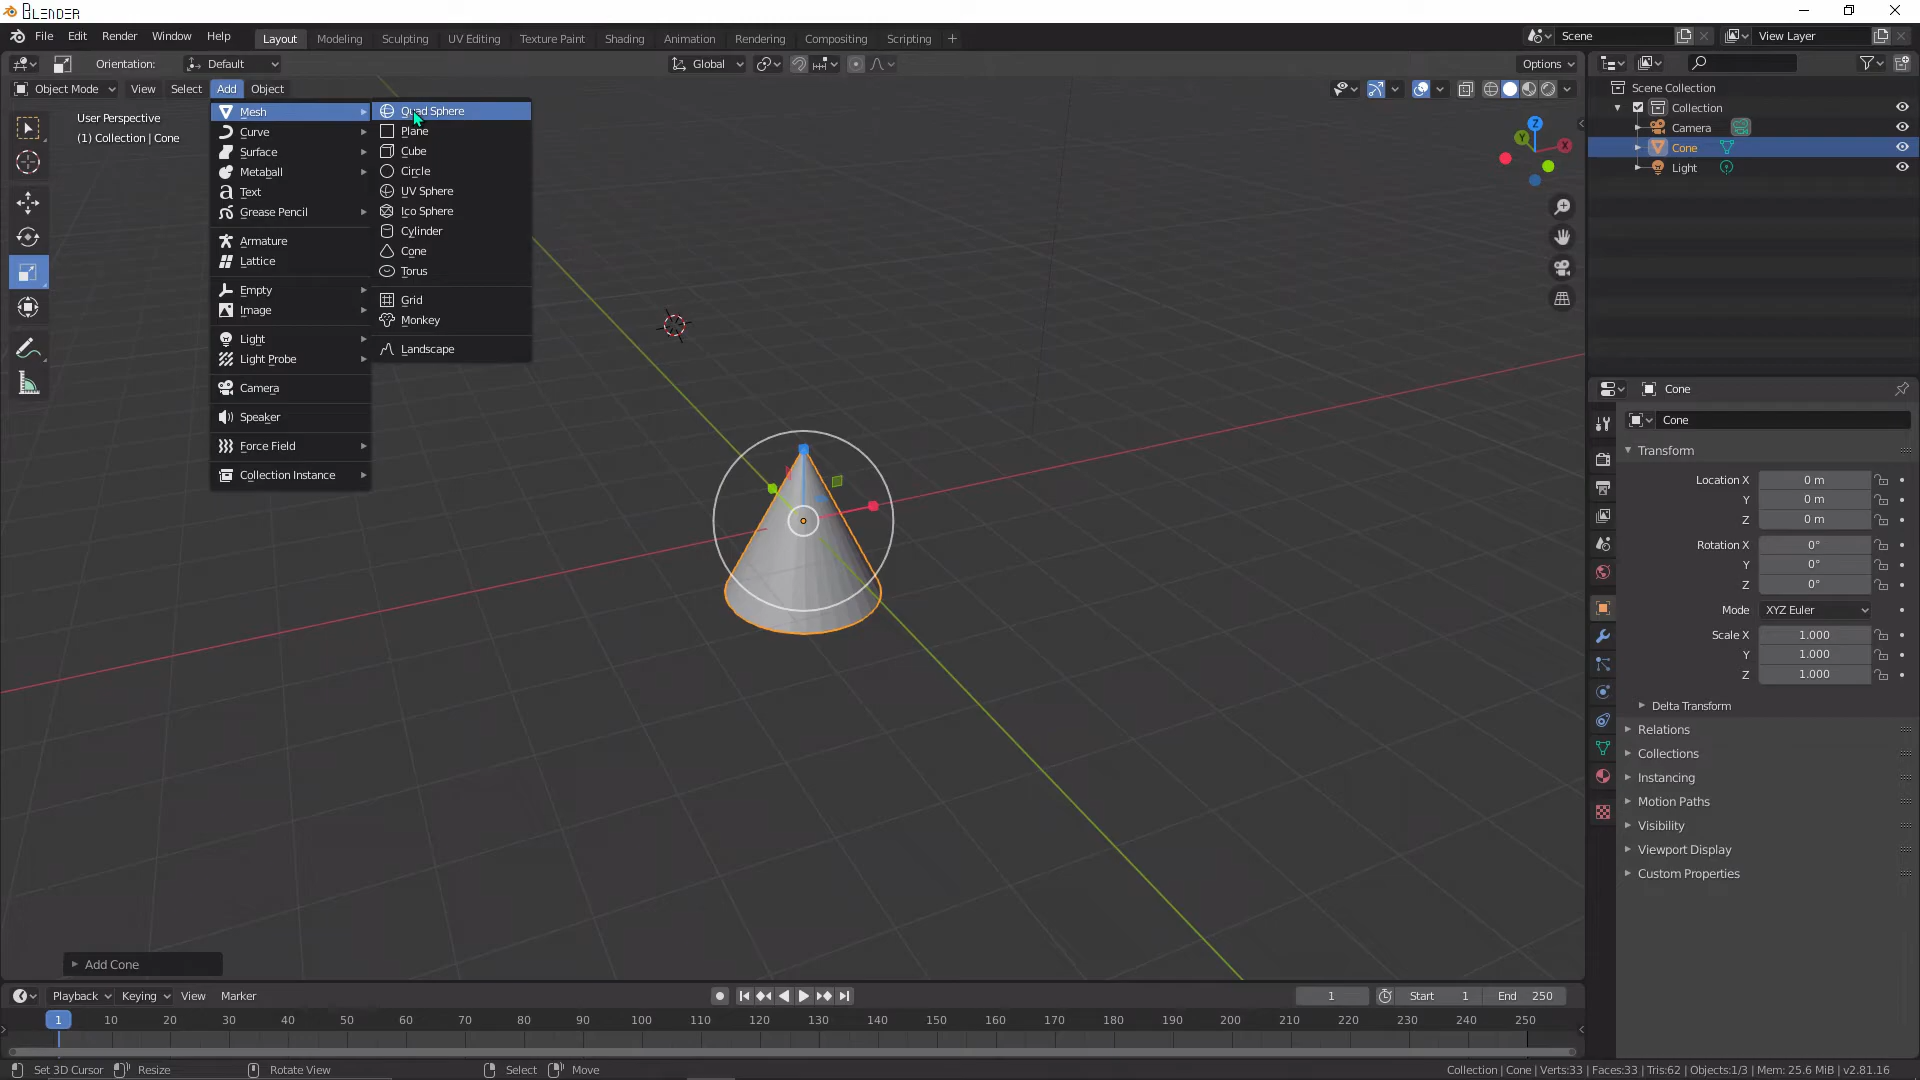 BLENDER
File Edit Render Window Help Layout Modeling Sculpting UV Editing Texture Paint Shading Animation Rendering Compositing Scripting + Scene View Layer
Orientation: Default Global Options
Object Mode View Select Add Object
User Perspective
(1) Collection | Cone
Mesh
Curve
Surface
Metaball
Text
Grease Pencil
Armature
Lattice
Empty
Image
Light
Light Probe
Camera
Speaker
Force Field
Collection Instance
Quad Sphere
Plane
Cube
Circle
UV Sphere
Ico Sphere
Cylinder
Cone
Torus
Grid
Monkey
Landscape
Z
Y
X
Scene Collection
Collection
Camera
Cone
Light
Cone
Cone
Transform
Location X 0 m
Y 0 m
Z 0 m
Rotation X 0°
Y 0°
Z 0°
Mode XYZ Euler
Scale X 1.000
Y 1.000
Z 1.000
Delta Transform
Relations
Collections
Instancing
Motion Paths
Visibility
Viewport Display
Custom Properties
Add Cone
Playback Keying View Marker 1 Start 1 End 250
1 10 20 30 40 50 60 70 80 90 100 110 120 130 140 150 160 170 180 190 200 210 220 230 240 250
Set 3D Cursor Resize Rotate View Select Move Collection | Cone | Verts:33 | Faces:33 | Tris:62 | Objects:1/3 | Mem: 25.6 MiB | v2.81.16